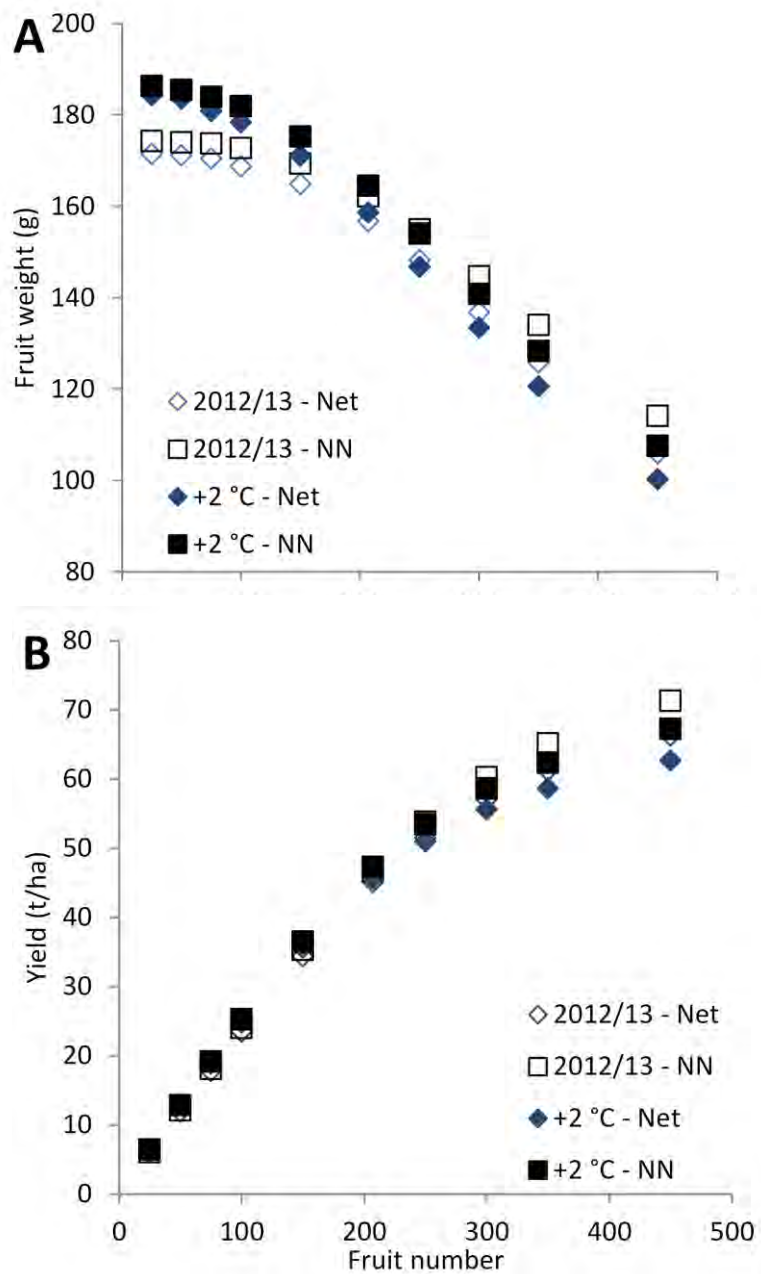 A
200
180
160
140
120
100
80
Fruit weight (g)
2012/13 - Net
2012/13 - NN
+2 °C - Net
+2 °C - NN
B
80
70
60
50
40
30
20
10
0
Yield (t/ha)
2012/13 - Net
2012/13 - NN
+2 °C - Net
+2 °C - NN
0 100 200 300 400 500
Fruit number